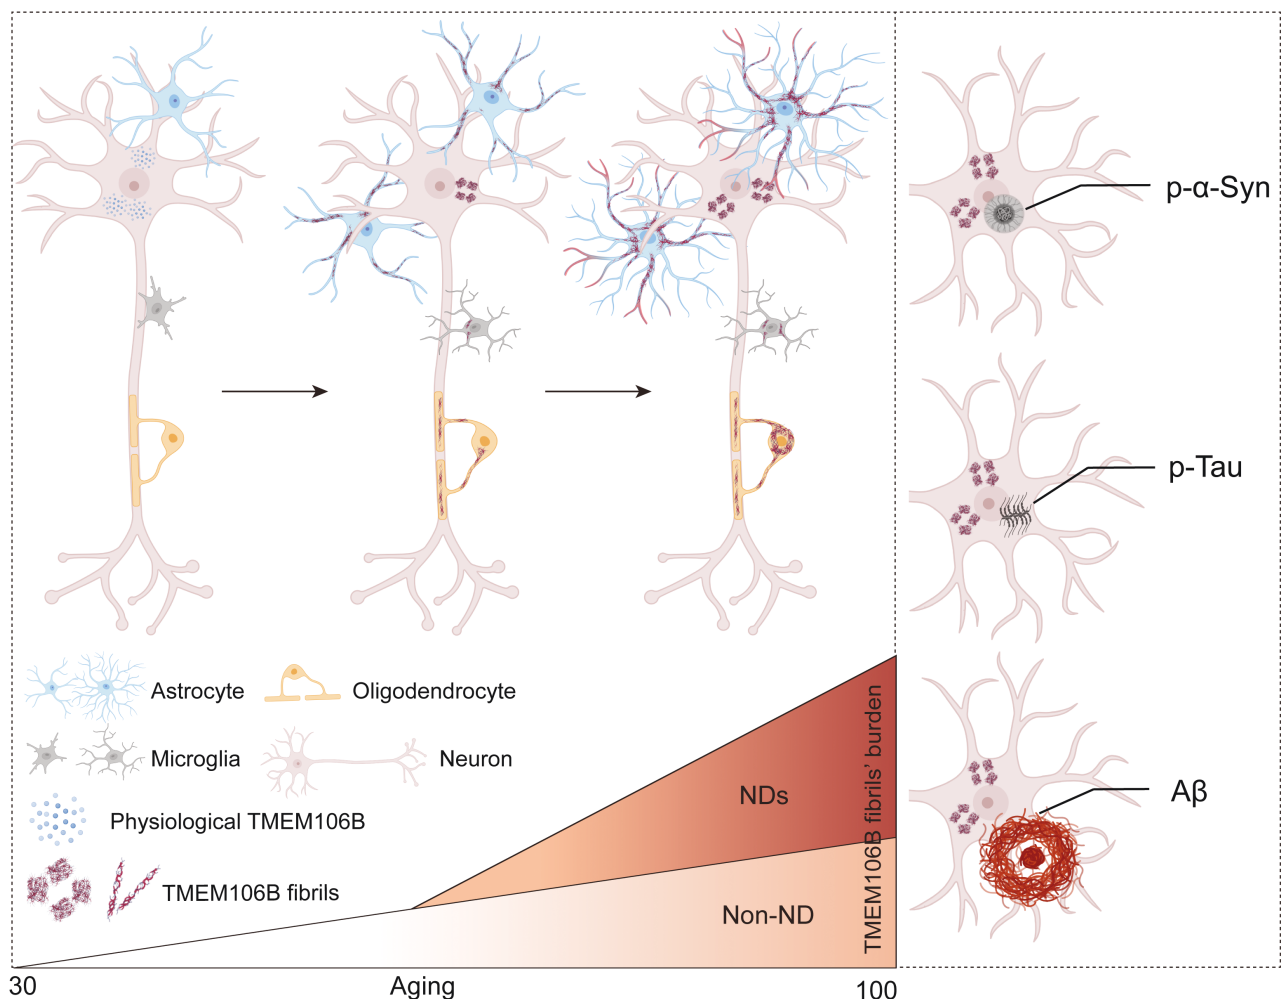 p-α-Syn
p-Tau
Aβ
Astrocyte
Oligodendrocyte
Microglia
Neuron
Physiological TMEM106B
TMEM106B fibrils
NDs
Non-ND
TMEM106B fibrils' burden
30
Aging
100